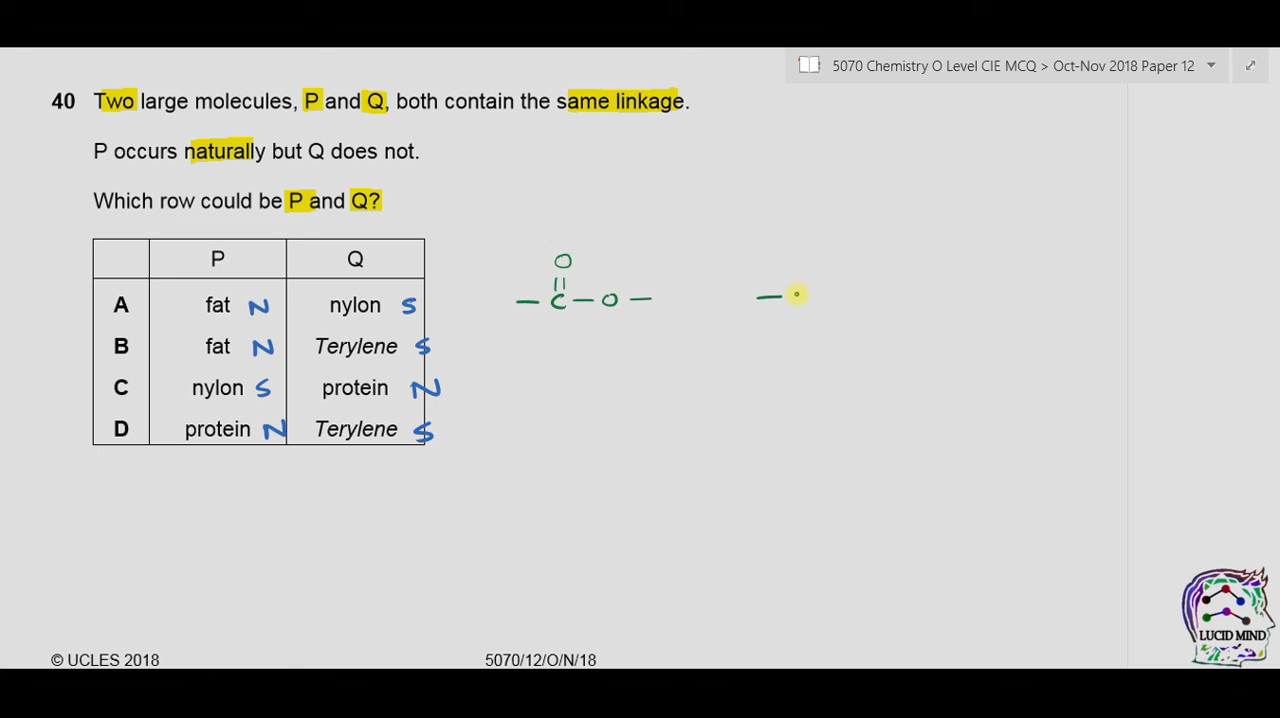 5070 Chemistry O Level CIE MCQ > Oct-Nov 2018 Paper 12
40 Two large molecules, P and Q, both contain the same linkage.
P occurs naturally but Q does not.
Which row could be P and Q?
P Q
A fat N nylon S
B fat N Terylene S
C nylon S protein N
D protein N Terylene S
O
||
— C — O —
—
LUCID MIND
© UCLES 2018 5070/12/O/N/18